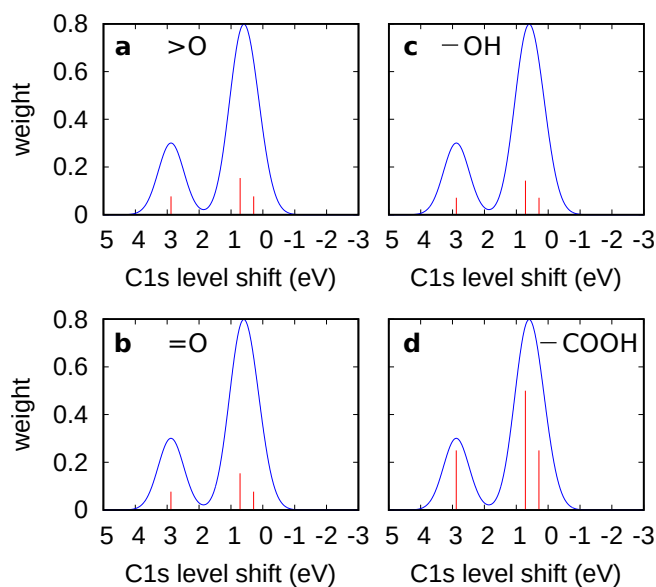 0.8
0.6
0.4
0.2
0
a >O
weight
5 4 3 2 1 0 -1 -2 -3
C1s level shift (eV)
c —OH
5 4 3 2 1 0 -1 -2 -3
C1s level shift (eV)
0.8
0.6
0.4
0.2
0
b =O
weight
5 4 3 2 1 0 -1 -2 -3
C1s level shift (eV)
d —COOH
5 4 3 2 1 0 -1 -2 -3
C1s level shift (eV)